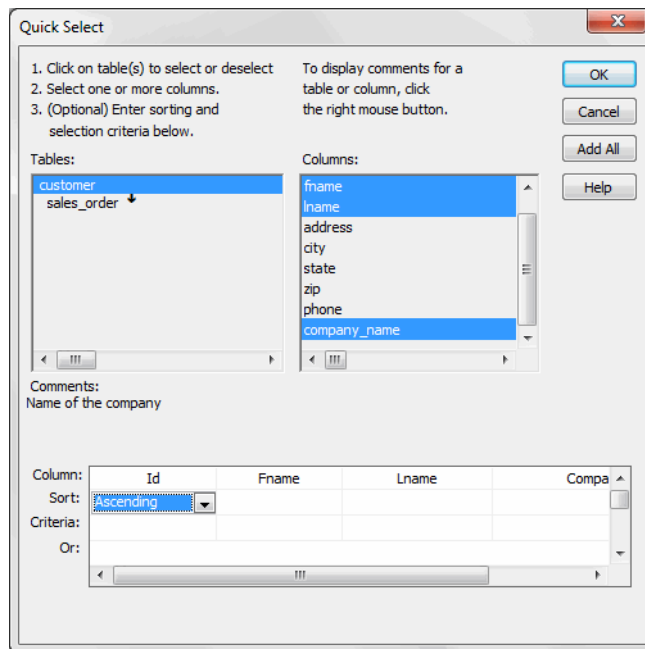 Quick Select
1. Click on table(s) to select or deselect
2. Select one or more columns.
3. (Optional) Enter sorting and
selection criteria below.
To display comments for a
table or column, click
the right mouse button.
OK
Cancel
Add All
Help
Tables:
customer
sales_order
Columns:
fname
lname
address
city
state
zip
phone
company_name
Comments:
Name of the company
Column: Id Fname Lname Compa
Sort: Ascending
Criteria:
Or: